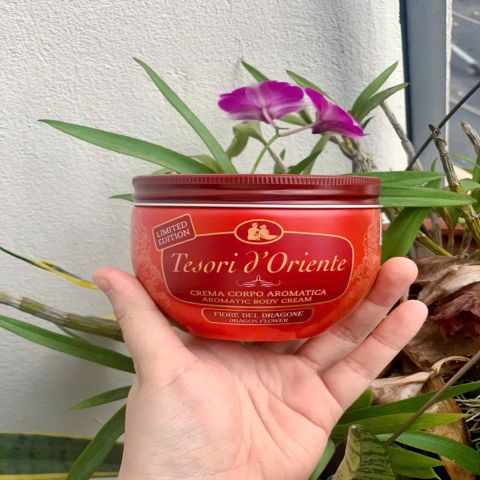 LIMITED
EDITION
Tesori d'Oriente
CREMA CORPO AROMATICA
AROMATIC BODY CREAM
FIORE DEL DRAGONE
DRAGON FLOWER